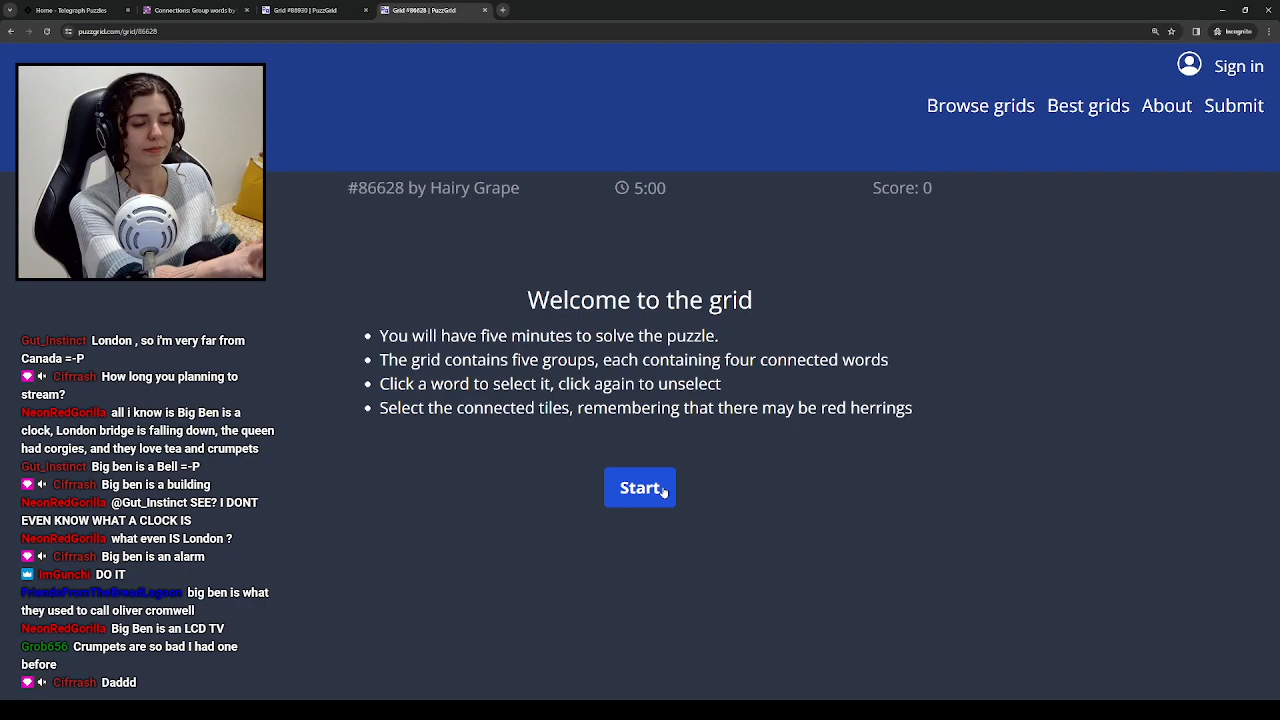 Home - Telegraph Puzzles
Connections: Group words by
Grid #86930 | PuzzGrid
Grid #86628 | PuzzGrid
puzzgrid.com/grid/86628
Incognito
Sign in
Browse grids Best grids About Submit
#86628 by Hairy Grape
5:00
Score: 0
Welcome to the grid
• You will have five minutes to solve the puzzle.
• The grid contains five groups, each containing four connected words
• Click a word to select it, click again to unselect
• Select the connected tiles, remembering that there may be red herrings
Start
Gut_Instinct London , so i'm very far from
Canada =-P
Cifrrash How long you planning to
stream?
NeonRedGorilla all i know is Big Ben is a
clock, London bridge is falling down, the queen
had corgies, and they love tea and crumpets
Gut_Instinct Big ben is a Bell =-P
Cifrrash Big ben is a building
NeonRedGorilla @Gut_Instinct SEE? I DONT
EVEN KNOW WHAT A CLOCK IS
NeonRedGorilla what even IS London ?
Cifrrash Big ben is an alarm
ImGunchi DO IT
FriendsFromTheBreadLagoon big ben is what
they used to call oliver cromwell
NeonRedGorilla Big Ben is an LCD TV
Grob656 Crumpets are so bad I had one
before
Cifrrash Daddd